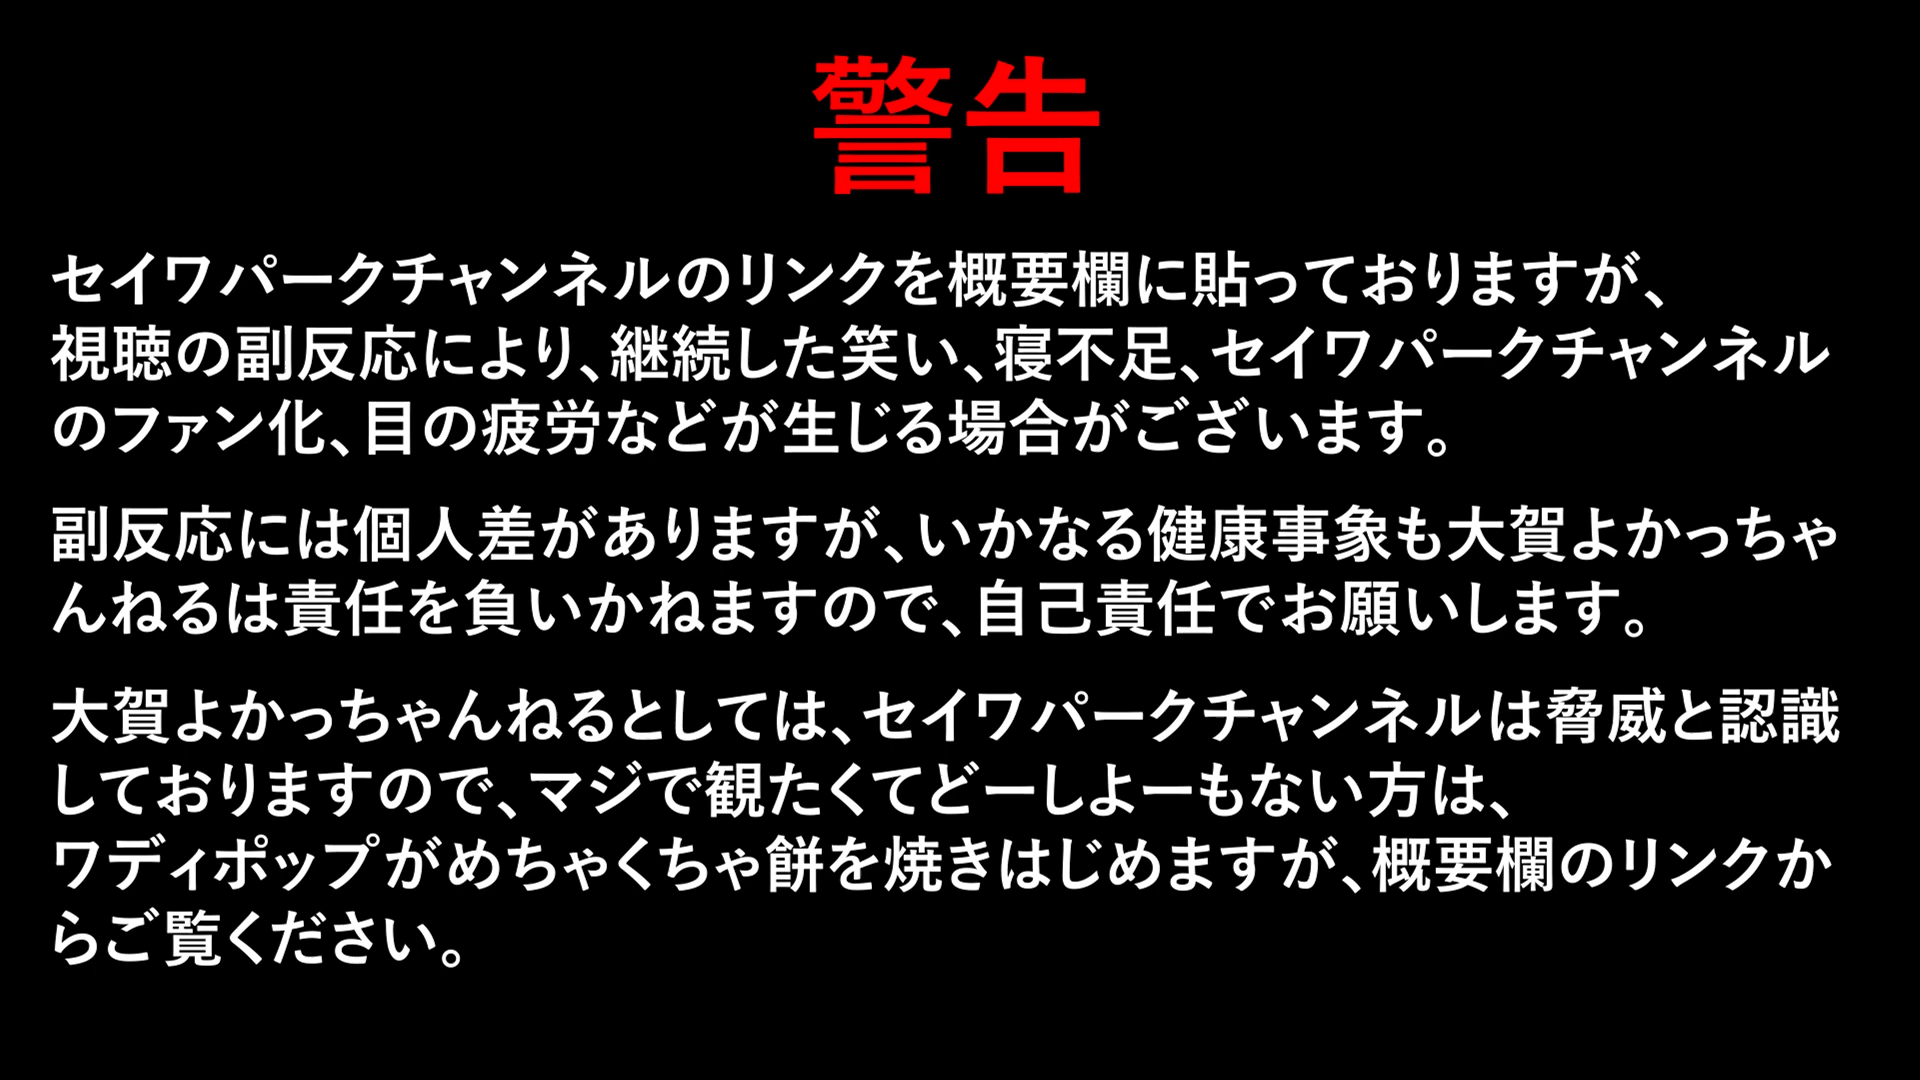 警告
セイワパークチャンネルのリンクを概要欄に貼っておりますが、
視聴の副反応により、継続した笑い、寝不足、セイワパークチャンネル
のファン化、目の疲労などが生じる場合がございます。
副反応には個人差がありますが、いかなる健康事象も大賀よかっちゃ
んねるは責任を負いかねますので、自己責任でお願いします。
大賀よかっちゃんねるとしては、セイワパークチャンネルは脅威と認識
しておりますので、マジで観たくてどーしよーもない方は、
ワディポップがめちゃくちゃ餅を焼きはじめますが、概要欄のリンクか
らご覧ください。